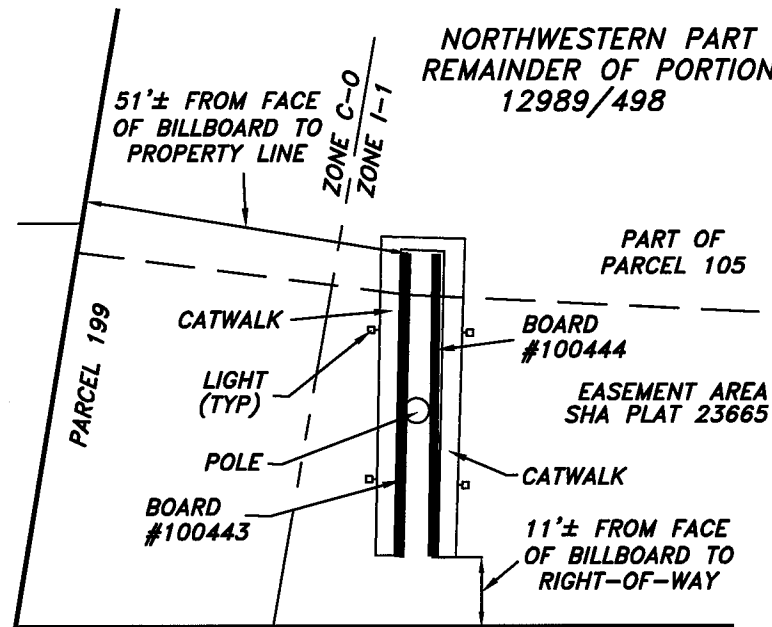 NORTHWESTERN PART
REMAINDER OF PORTION
12989/498
51'± FROM FACE
OF BILLBOARD TO
PROPERTY LINE
ZONE C-O
ZONE I-1
PART OF
PARCEL 105
PARCEL 199
CATWALK
BOARD
#100444
LIGHT
(TYP)
EASEMENT AREA
SHA PLAT 23665
POLE
CATWALK
BOARD
#100443
11'± FROM FACE
OF BILLBOARD TO
RIGHT-OF-WAY